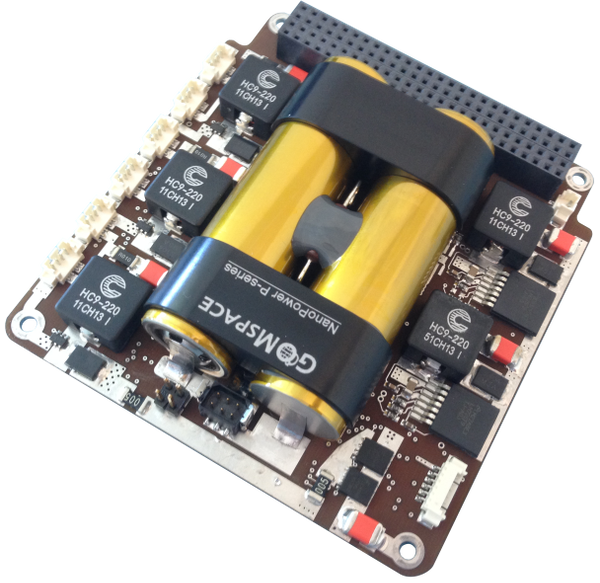 HC9-220
11CH13 I
HC9-220
11CH13 I
HC9-220
11CH13 I
HC9-220
11CH13 I
HC9-220
51CH13 I
GOMSPACE
NanoPower P-series